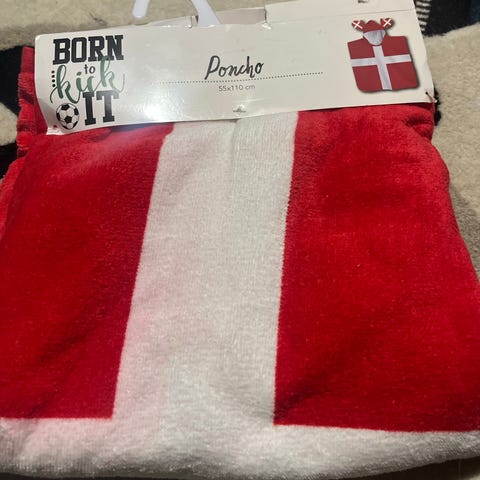 BORN
to
kick
IT
Poncho
55x110 cm